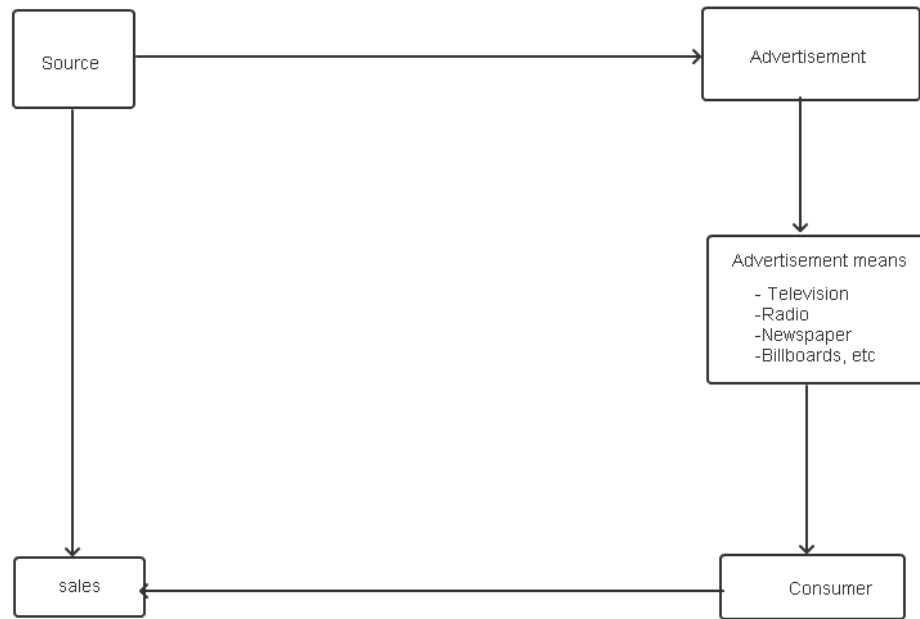 Source
Advertisement
Advertisement means
- Television
-Radio
-Newspaper
-Billboards, etc
sales
Consumer